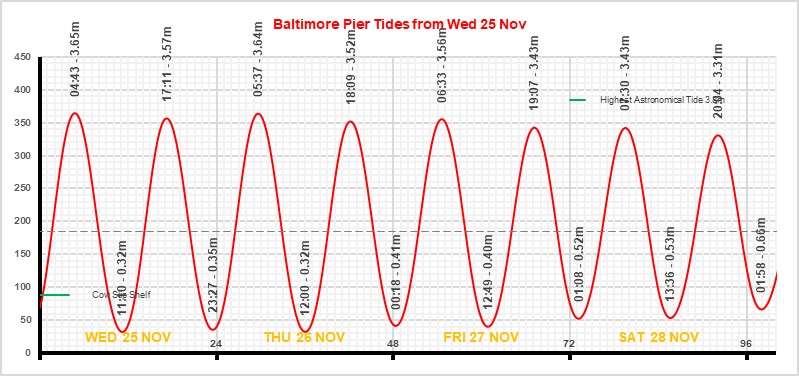 Baltimore Pier Tides from Wed 25 Nov
04:43 - 3.65m
17:11 - 3.57m
05:37 - 3.64m
18:09 - 3.52m
06:33 - 3.56m
19:07 - 3.43m
07:30 - 3.43m
20:04 - 3.31m
Highest Astronomical Tide 3.8m
450
400
350
300
250
200
150
100
50
0
11:10 - 0.32m
23:27 - 0.35m
12:00 - 0.32m
00:18 - 0.41m
12:49 - 0.40m
01:08 - 0.52m
13:36 - 0.53m
01:58 - 0.66m
WED 25 NOV
THU 26 NOV
FRI 27 NOV
SAT 28 NOV
24
48
72
96